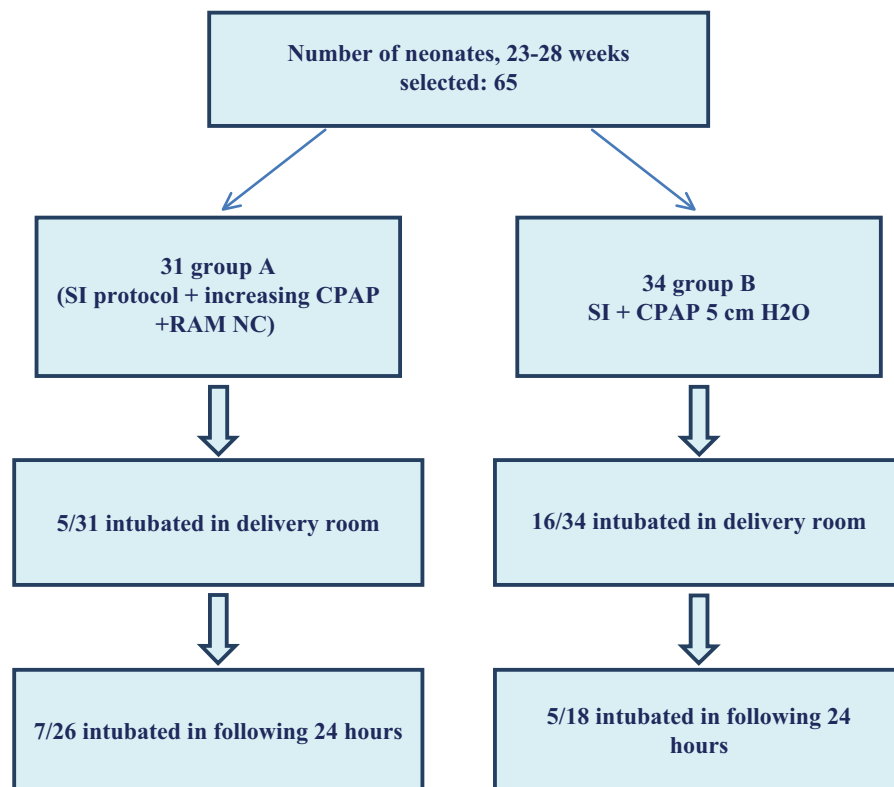 Number of neonates, 23-28 weeks
selected: 65
31 group A
(SI protocol + increasing CPAP
+RAM NC)
34 group B
SI + CPAP 5 cm H2O
5/31 intubated in delivery room
16/34 intubated in delivery room
7/26 intubated in following 24 hours
5/18 intubated in following 24
hours